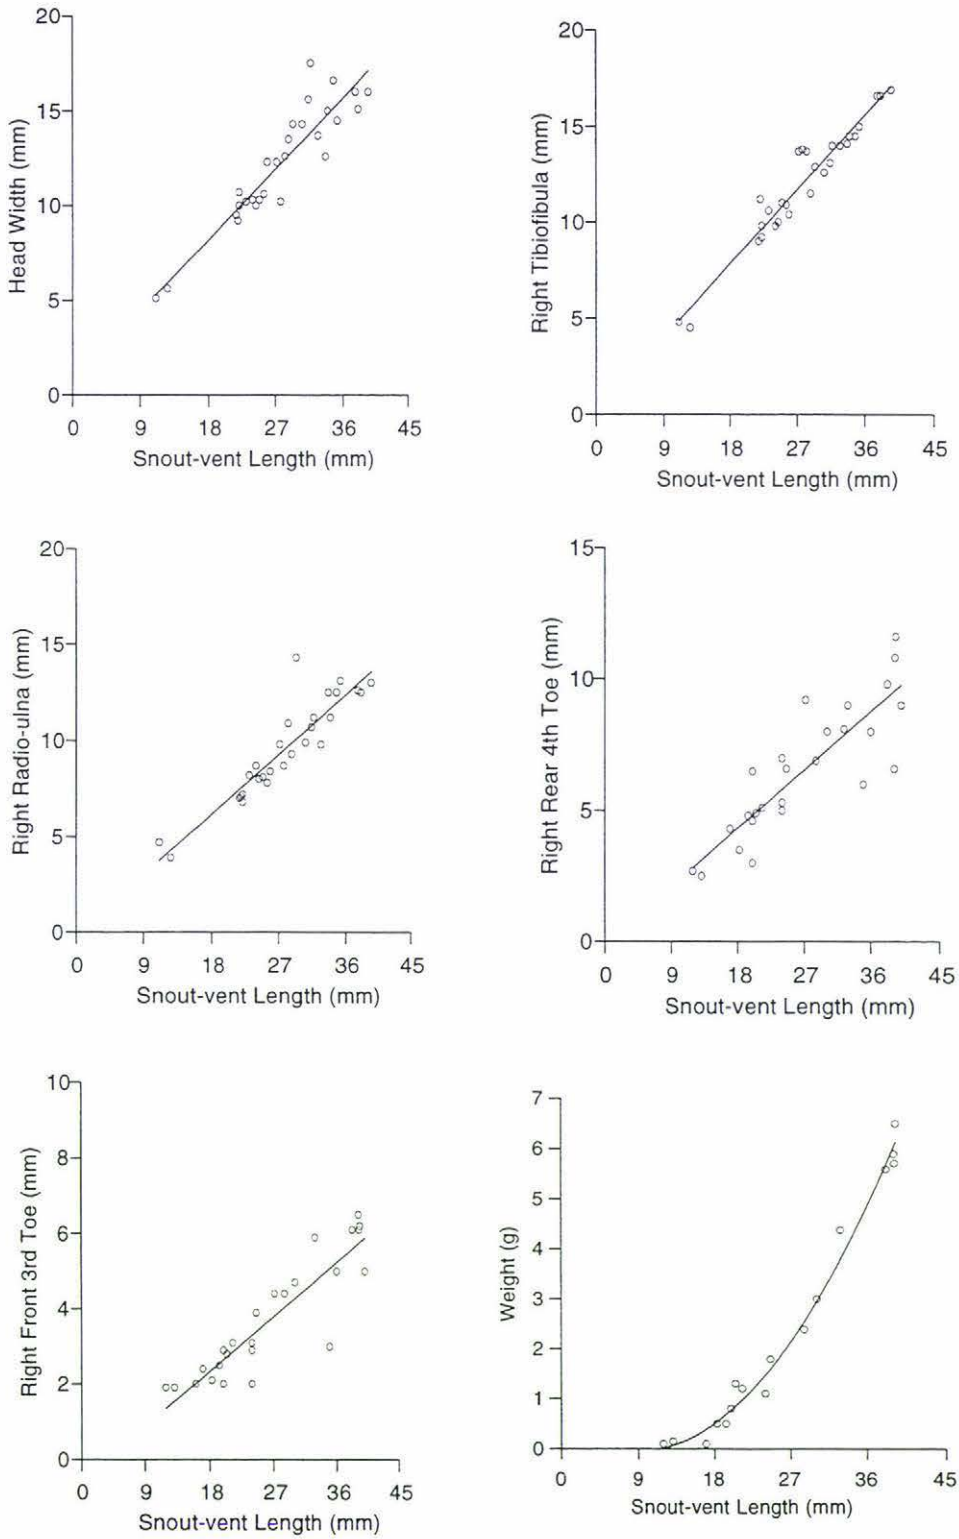 20
15
10
5
0
Head Width (mm)
0 9 18 27 36 45
Snout-vent Length (mm)
20
15
10
5
0
Right Tibiofibula (mm)
0 9 18 27 36 45
Snout-vent Length (mm)
20
15
10
5
0
Right Radio-ulna (mm)
0 9 18 27 36 45
Snout-vent Length (mm)
15
10
5
0
Right Rear 4th Toe (mm)
0 9 18 27 36 45
Snout-vent Length (mm)
10
8
6
4
2
0
Right Front 3rd Toe (mm)
0 9 18 27 36 45
Snout-vent Length (mm)
7
6
5
4
3
2
1
0
Weight (g)
0 9 18 27 36 45
Snout-vent Length (mm)